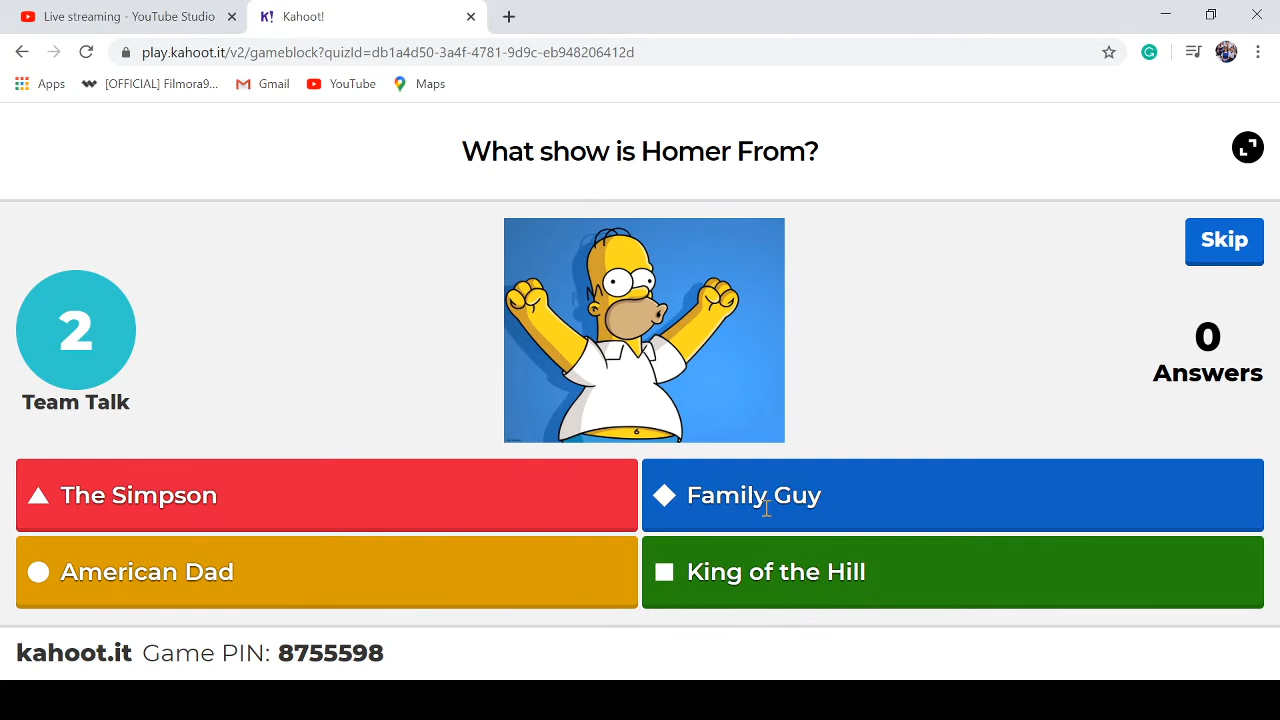 Live streaming - YouTube Studio
K! Kahoot!
play.kahoot.it/v2/gameblock?quizId=db1a4d50-3a4f-4781-9d9c-eb948206412d
Apps
[OFFICIAL] Filmora9...
Gmail
YouTube
Maps
What show is Homer From?
Skip
2
Team Talk
0
Answers
The Simpson
Family Guy
American Dad
King of the Hill
kahoot.it Game PIN: 8755598